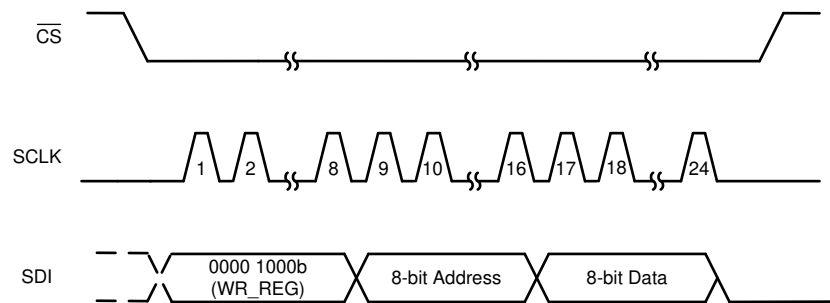 CS
SCLK
1 2 8 9 10 16 17 18 24
SDI
0000 1000b
(WR_REG)
8-bit Address
8-bit Data